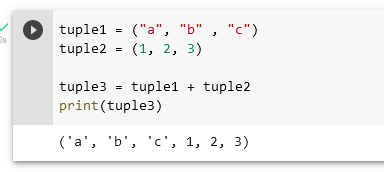 tuple1 = ("a", "b" , "c")
tuple2 = (1, 2, 3)
tuple3 = tuple1 + tuple2
print(tuple3)
('a', 'b', 'c', 1, 2, 3)